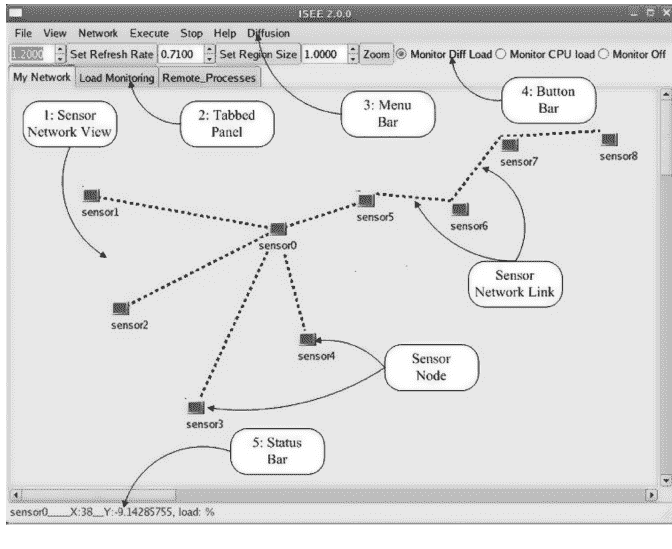 ISEE 2.0.0
File View Network Execute Stop Help Diffusion
1.2000 Set Refresh Rate 0.7100 Set Region Size 1.0000 Zoom Monitor Diff Load Monitor CPU load Monitor Off
My Network Load Monitoring Remote_Processes
1: Sensor
Network View
2: Tabbed
Panel
3: Menu
Bar
4: Button
Bar
sensor7
sensor8
sensor1
sensor5
sensor6
sensor0
Sensor
Network Link
sensor2
sensor4
Sensor
Node
sensor3
5: Status
Bar
sensor0____X:38__Y:-9.14285755, load: %